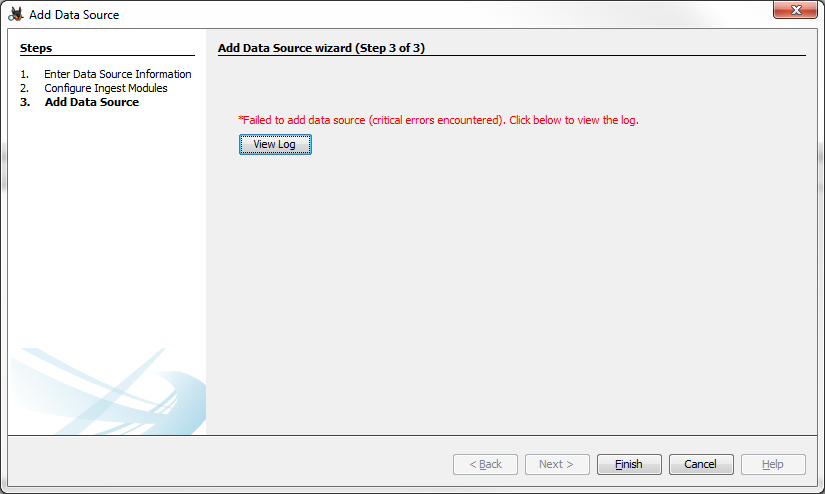 Add Data Source
Steps
1. Enter Data Source Information
2. Configure Ingest Modules
3. Add Data Source
Add Data Source wizard (Step 3 of 3)
*Failed to add data source (critical errors encountered). Click below to view the log.
View Log
< Back
Next >
Finish
Cancel
Help